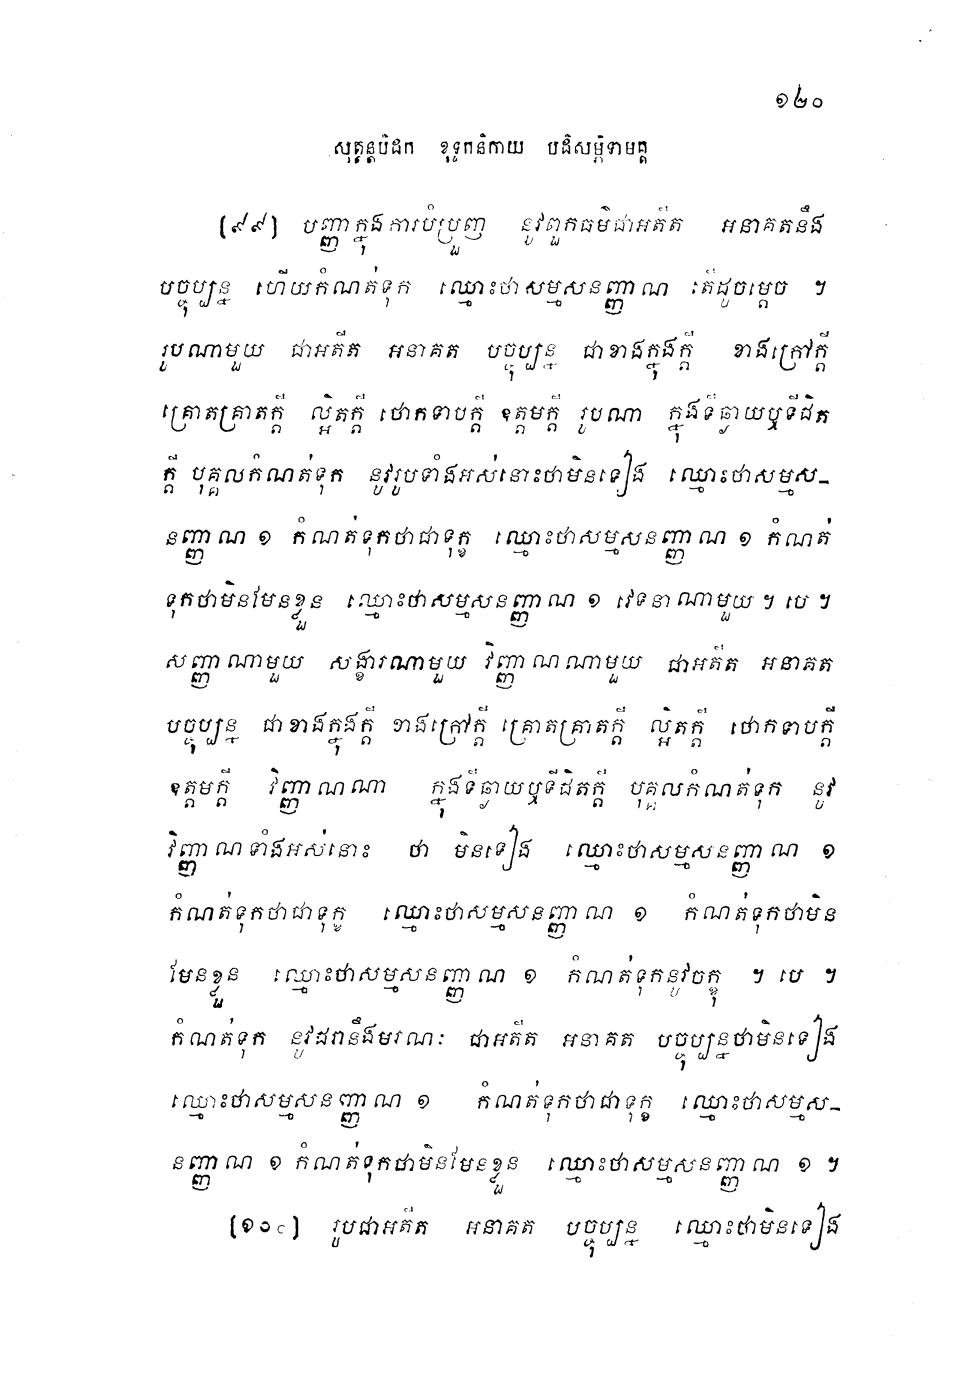 ១៤០
សុត្តន្តបិដក ខុទ្ទកនិកាយ បដិសម្ភិទាមគ្គ
[៩៩] បញ្ញាក្នុងការបំប្រួញ នូវពួកធម៌ជាអតីត អនាគតនឹង
បច្ចុប្បន្ន ហើយកំណត់ទុក ឈ្មោះថាសម្មសនញ្ញាណ តើដូចម្តេច ។
រូបណាមួយ ជាអតីត អនាគត បច្ចុប្បន្ន ជាខាងក្នុងក្តី ខាងក្រៅក្តី
គ្រោតគ្រាតក្តី ល្អិតក្តី ថោកទាបក្តី ឧត្តមក្តី រូបណា ក្នុងទីឆ្ងាយឬទីជិត
ក្តី បុគ្គលកំណត់ទុក នូវរូបទាំងអស់នោះថាមិនទៀង ឈ្មោះថាសម្មស-
នញ្ញាណ ១ កំណត់ទុកថាជាទុក្ខ ឈ្មោះថាសម្មសនញ្ញាណ ១ កំណត់
ទុកថាមិនមែនខ្លួន ឈ្មោះថាសម្មសនញ្ញាណ ១ វេទនាណាមួយ ។ បេ ។
សញ្ញាណាមួយ សង្ខារណាមួយ វិញ្ញាណណាមួយ ជាអតីត អនាគត
បច្ចុប្បន្ន ជាខាងក្នុងក្តី ខាងក្រៅក្តី គ្រោតគ្រាតក្តី ល្អិតក្តី ថោកទាបក្តី
ឧត្តមក្តី វិញ្ញាណណា ក្នុងទីឆ្ងាយឬទីជិតក្តី បុគ្គលកំណត់ទុក នូវ
វិញ្ញាណទាំងអស់នោះ ថា មិនទៀង ឈ្មោះថាសម្មសនញ្ញាណ ១
កំណត់ទុកថាជាទុក្ខ ឈ្មោះថាសម្មសនញ្ញាណ ១ កំណត់ទុកថាមិន
មែនខ្លួន ឈ្មោះថាសម្មសនញ្ញាណ ១ កំណត់ទុកនូវចក្ខុ ។ បេ ។
កំណត់ទុក នូវជរានឹងមរណៈ ជាអតីត អនាគត បច្ចុប្បន្នថាមិនទៀង
ឈ្មោះថាសម្មសនញ្ញាណ ១ កំណត់ទុកថាជាទុក្ខ ឈ្មោះថាសម្មស-
នញ្ញាណ ១ កំណត់ទុកថាមិនមែនខ្លួន ឈ្មោះថាសម្មសនញ្ញាណ ១ ។
[១០០] រូបជាអតីត អនាគត បច្ចុប្បន្ន ឈ្មោះថាមិនទៀង